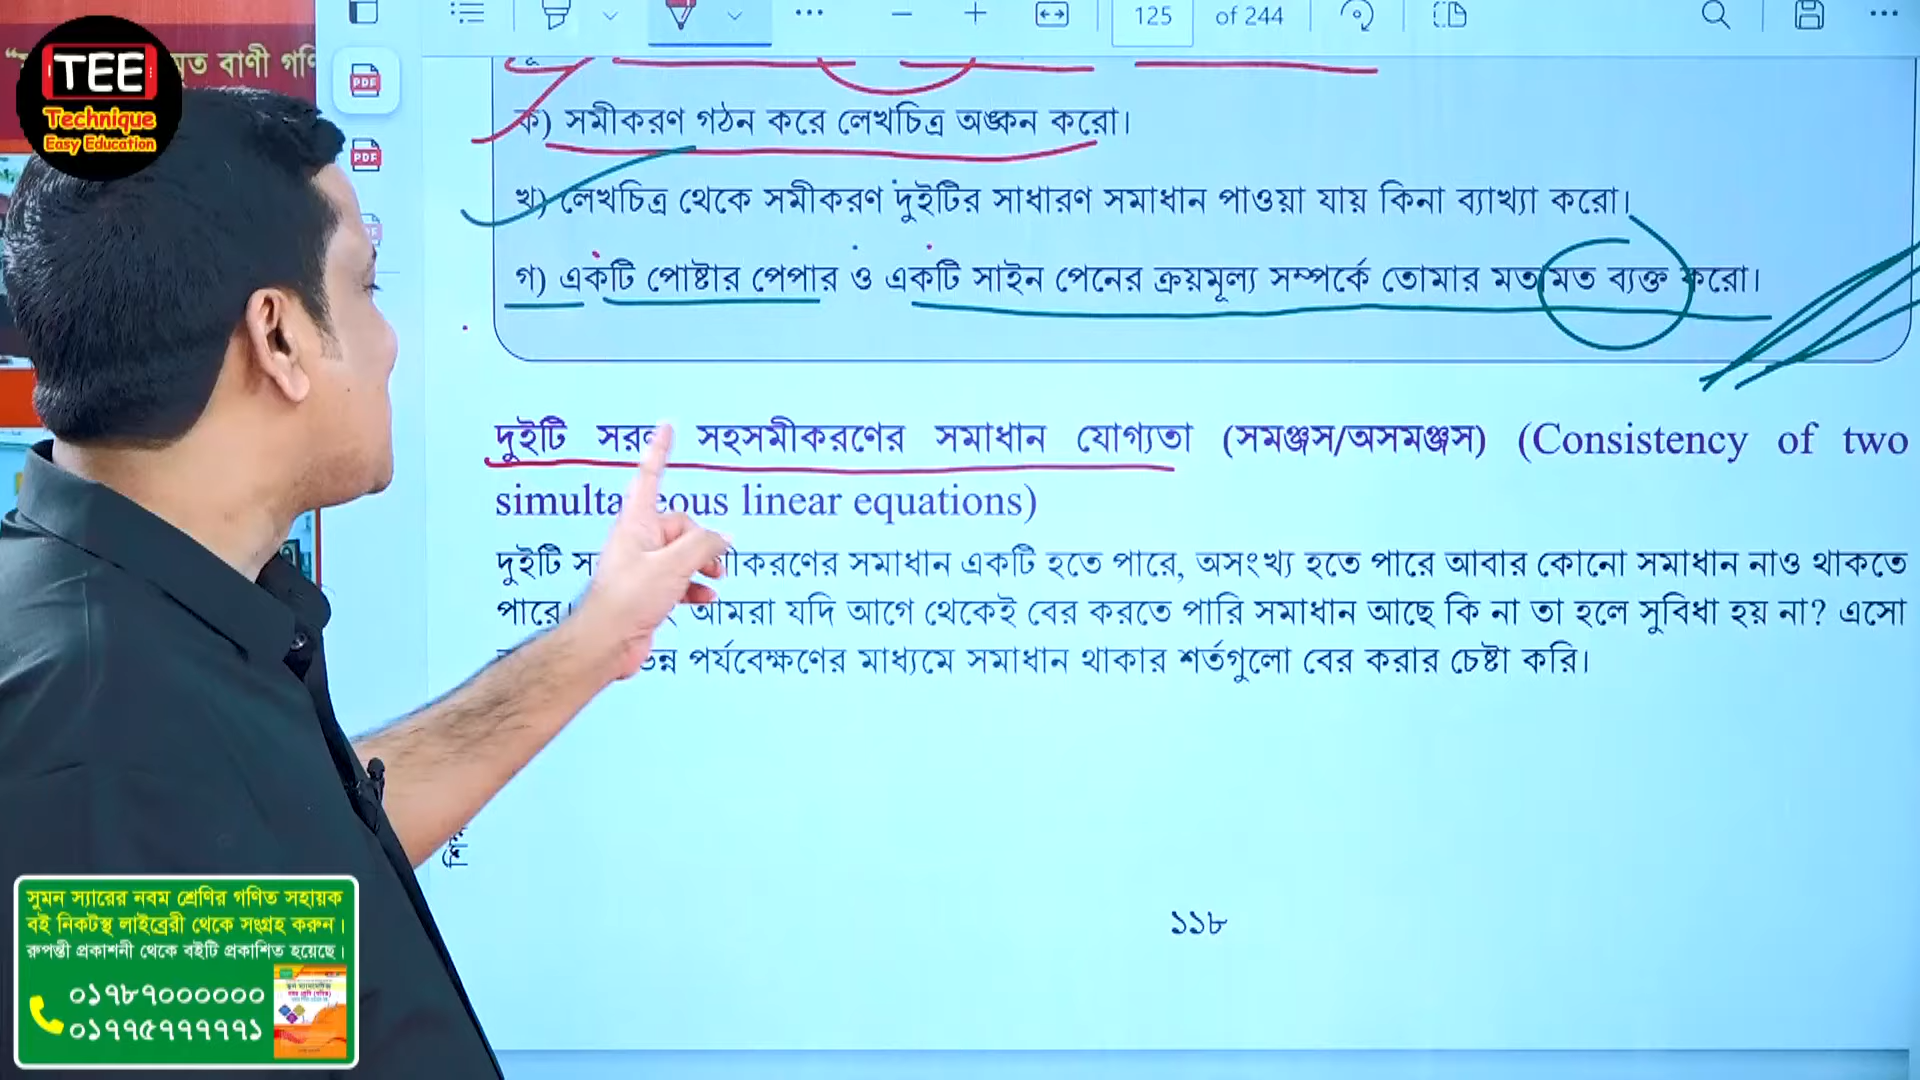 TEE
Technique
Easy Education
বাণী
125 of 244
PDF
PDF
ক) সমীকরণ গঠন করে লেখচিত্র অঙ্কন করো।
খ) লেখচিত্র থেকে সমীকরণ দুইটির সাধারণ সমাধান পাওয়া যায় কিনা ব্যাখ্যা করো।
গ) একটি পোষ্টার পেপার ও একটি সাইন পেনের ক্রয়মূল্য সম্পর্কে তোমার মতামত ব্যক্ত করো।
দুইটি সরল সহসমীকরণের সমাধান যোগ্যতা (সমঞ্জস/অসমঞ্জস) (Consistency of two
simultaneous linear equations)
দুইটি সমীকরণের সমাধান একটি হতে পারে, অসংখ্য হতে পারে আবার কোনো সমাধান নাও থাকতে
পারে। আমরা যদি আগে থেকেই বের করতে পারি সমাধান আছে কি না তা হলে সুবিধা হয় না? এসো
পর্যবেক্ষণের মাধ্যমে সমাধান থাকার শর্তগুলো বের করার চেষ্টা করি।
১১৮
সুমন স্যারের নবম শ্রেণির গণিত সহায়ক
বই নিকটস্থ লাইব্রেরী থেকে সংগ্রহ করুন।
রুপন্তী প্রকাশনী থেকে বইটি প্রকাশিত হয়েছে।
০১৭৮৭০০০০০০
০১৭৭৫৭৭৭৭৭১